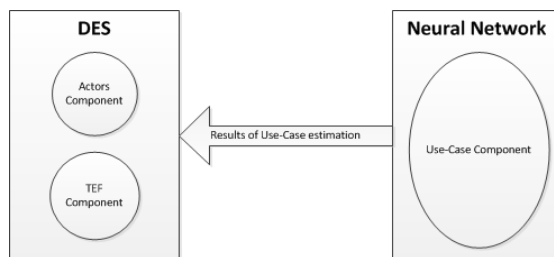 DES
Actors
Component
TEF
Component
Results of Use-Case estimation
Neural Network
Use-Case Component